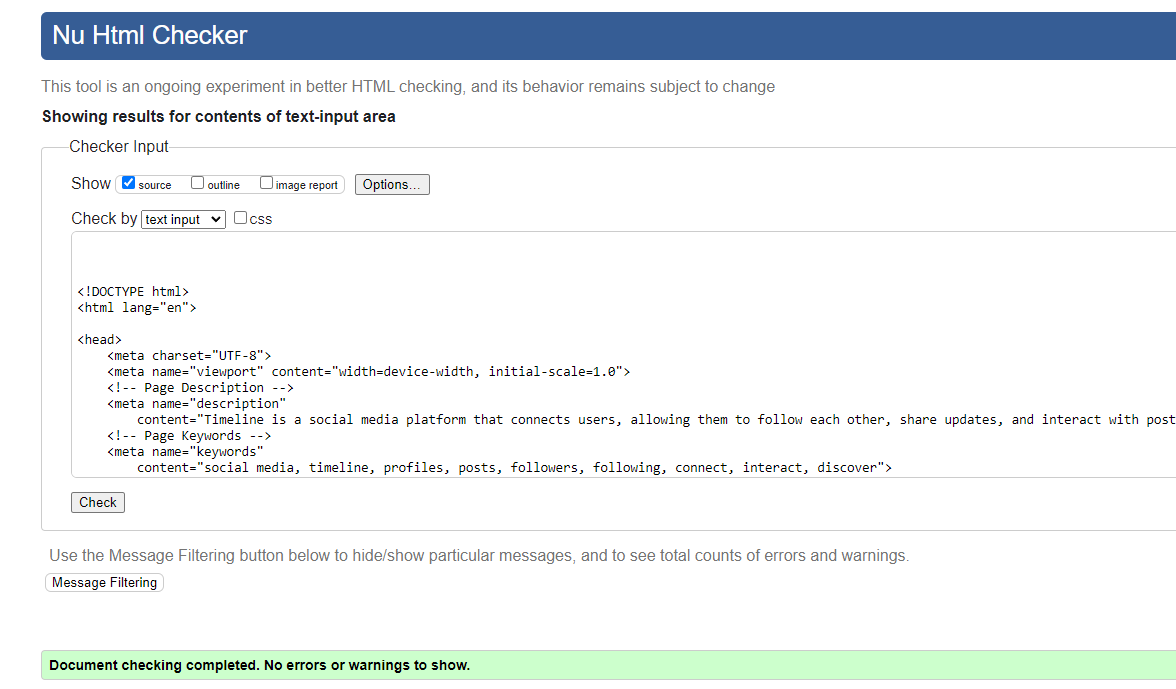 Nu Html Checker
This tool is an ongoing experiment in better HTML checking, and its behavior remains subject to change
Showing results for contents of text-input area
Checker Input
Show source outline image report Options...
Check by text input css
<!DOCTYPE html>
<html lang="en">
<head>
<meta charset="UTF-8">
<meta name="viewport" content="width=device-width, initial-scale=1.0">
<!-- Page Description -->
<meta name="description"
content="Timeline is a social media platform that connects users, allowing them to follow each other, share updates, and interact with post
<!-- Page Keywords -->
<meta name="keywords"
content="social media, timeline, profiles, posts, followers, following, connect, interact, discover">
Check
Use the Message Filtering button below to hide/show particular messages, and to see total counts of errors and warnings.
Message Filtering
Document checking completed. No errors or warnings to show.